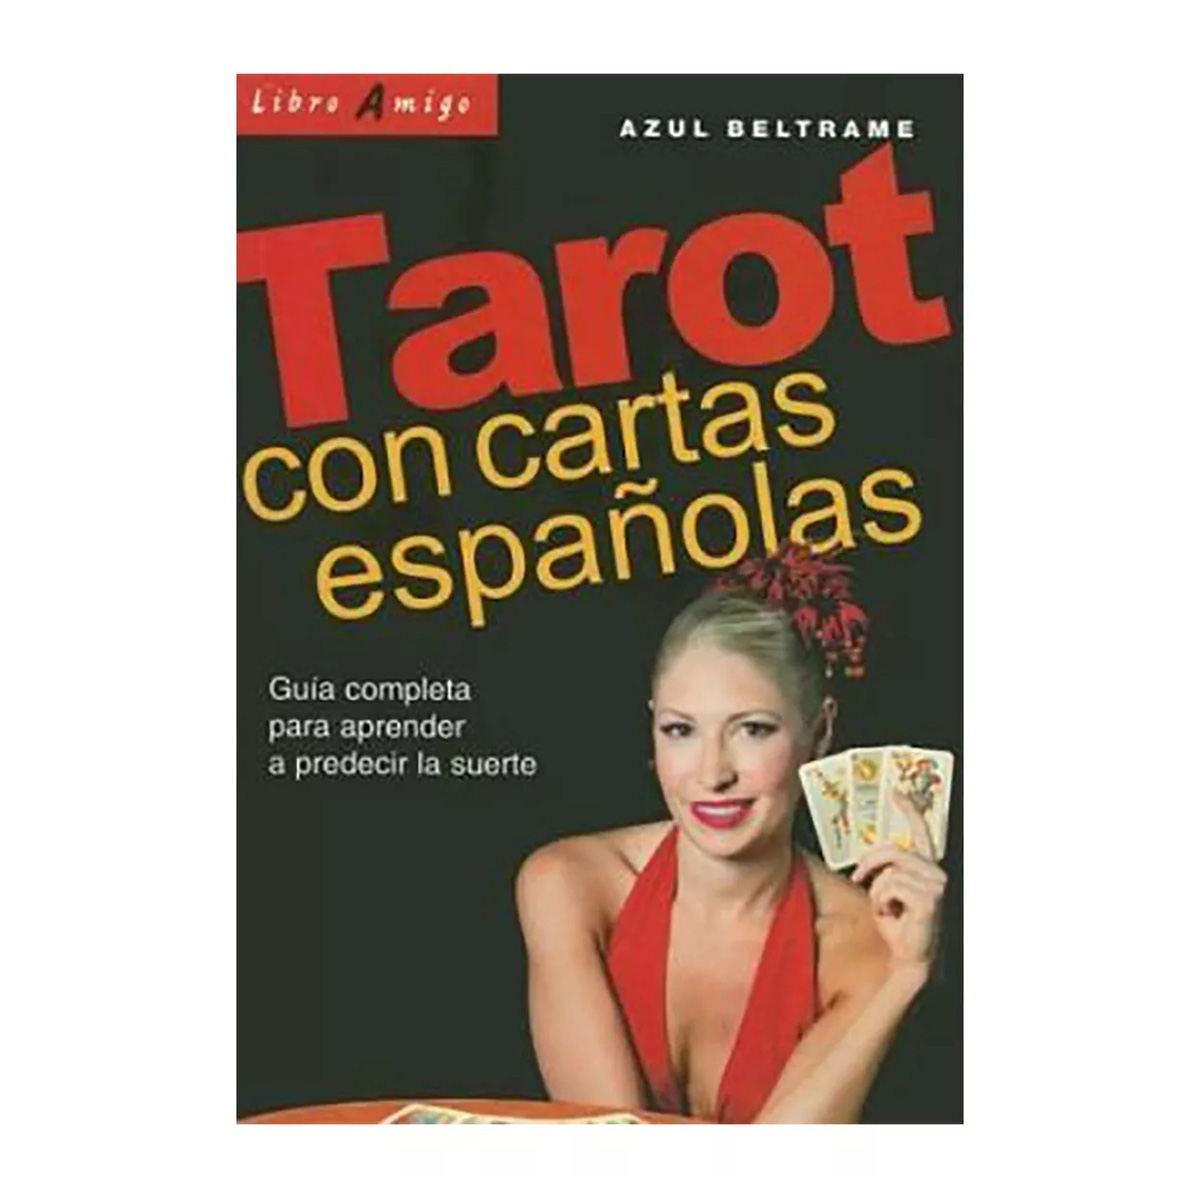 Libro Amigo
AZUL BELTRAME
Tarot
con cartas
españolas
Guía completa
para aprender
a predecir la suerte